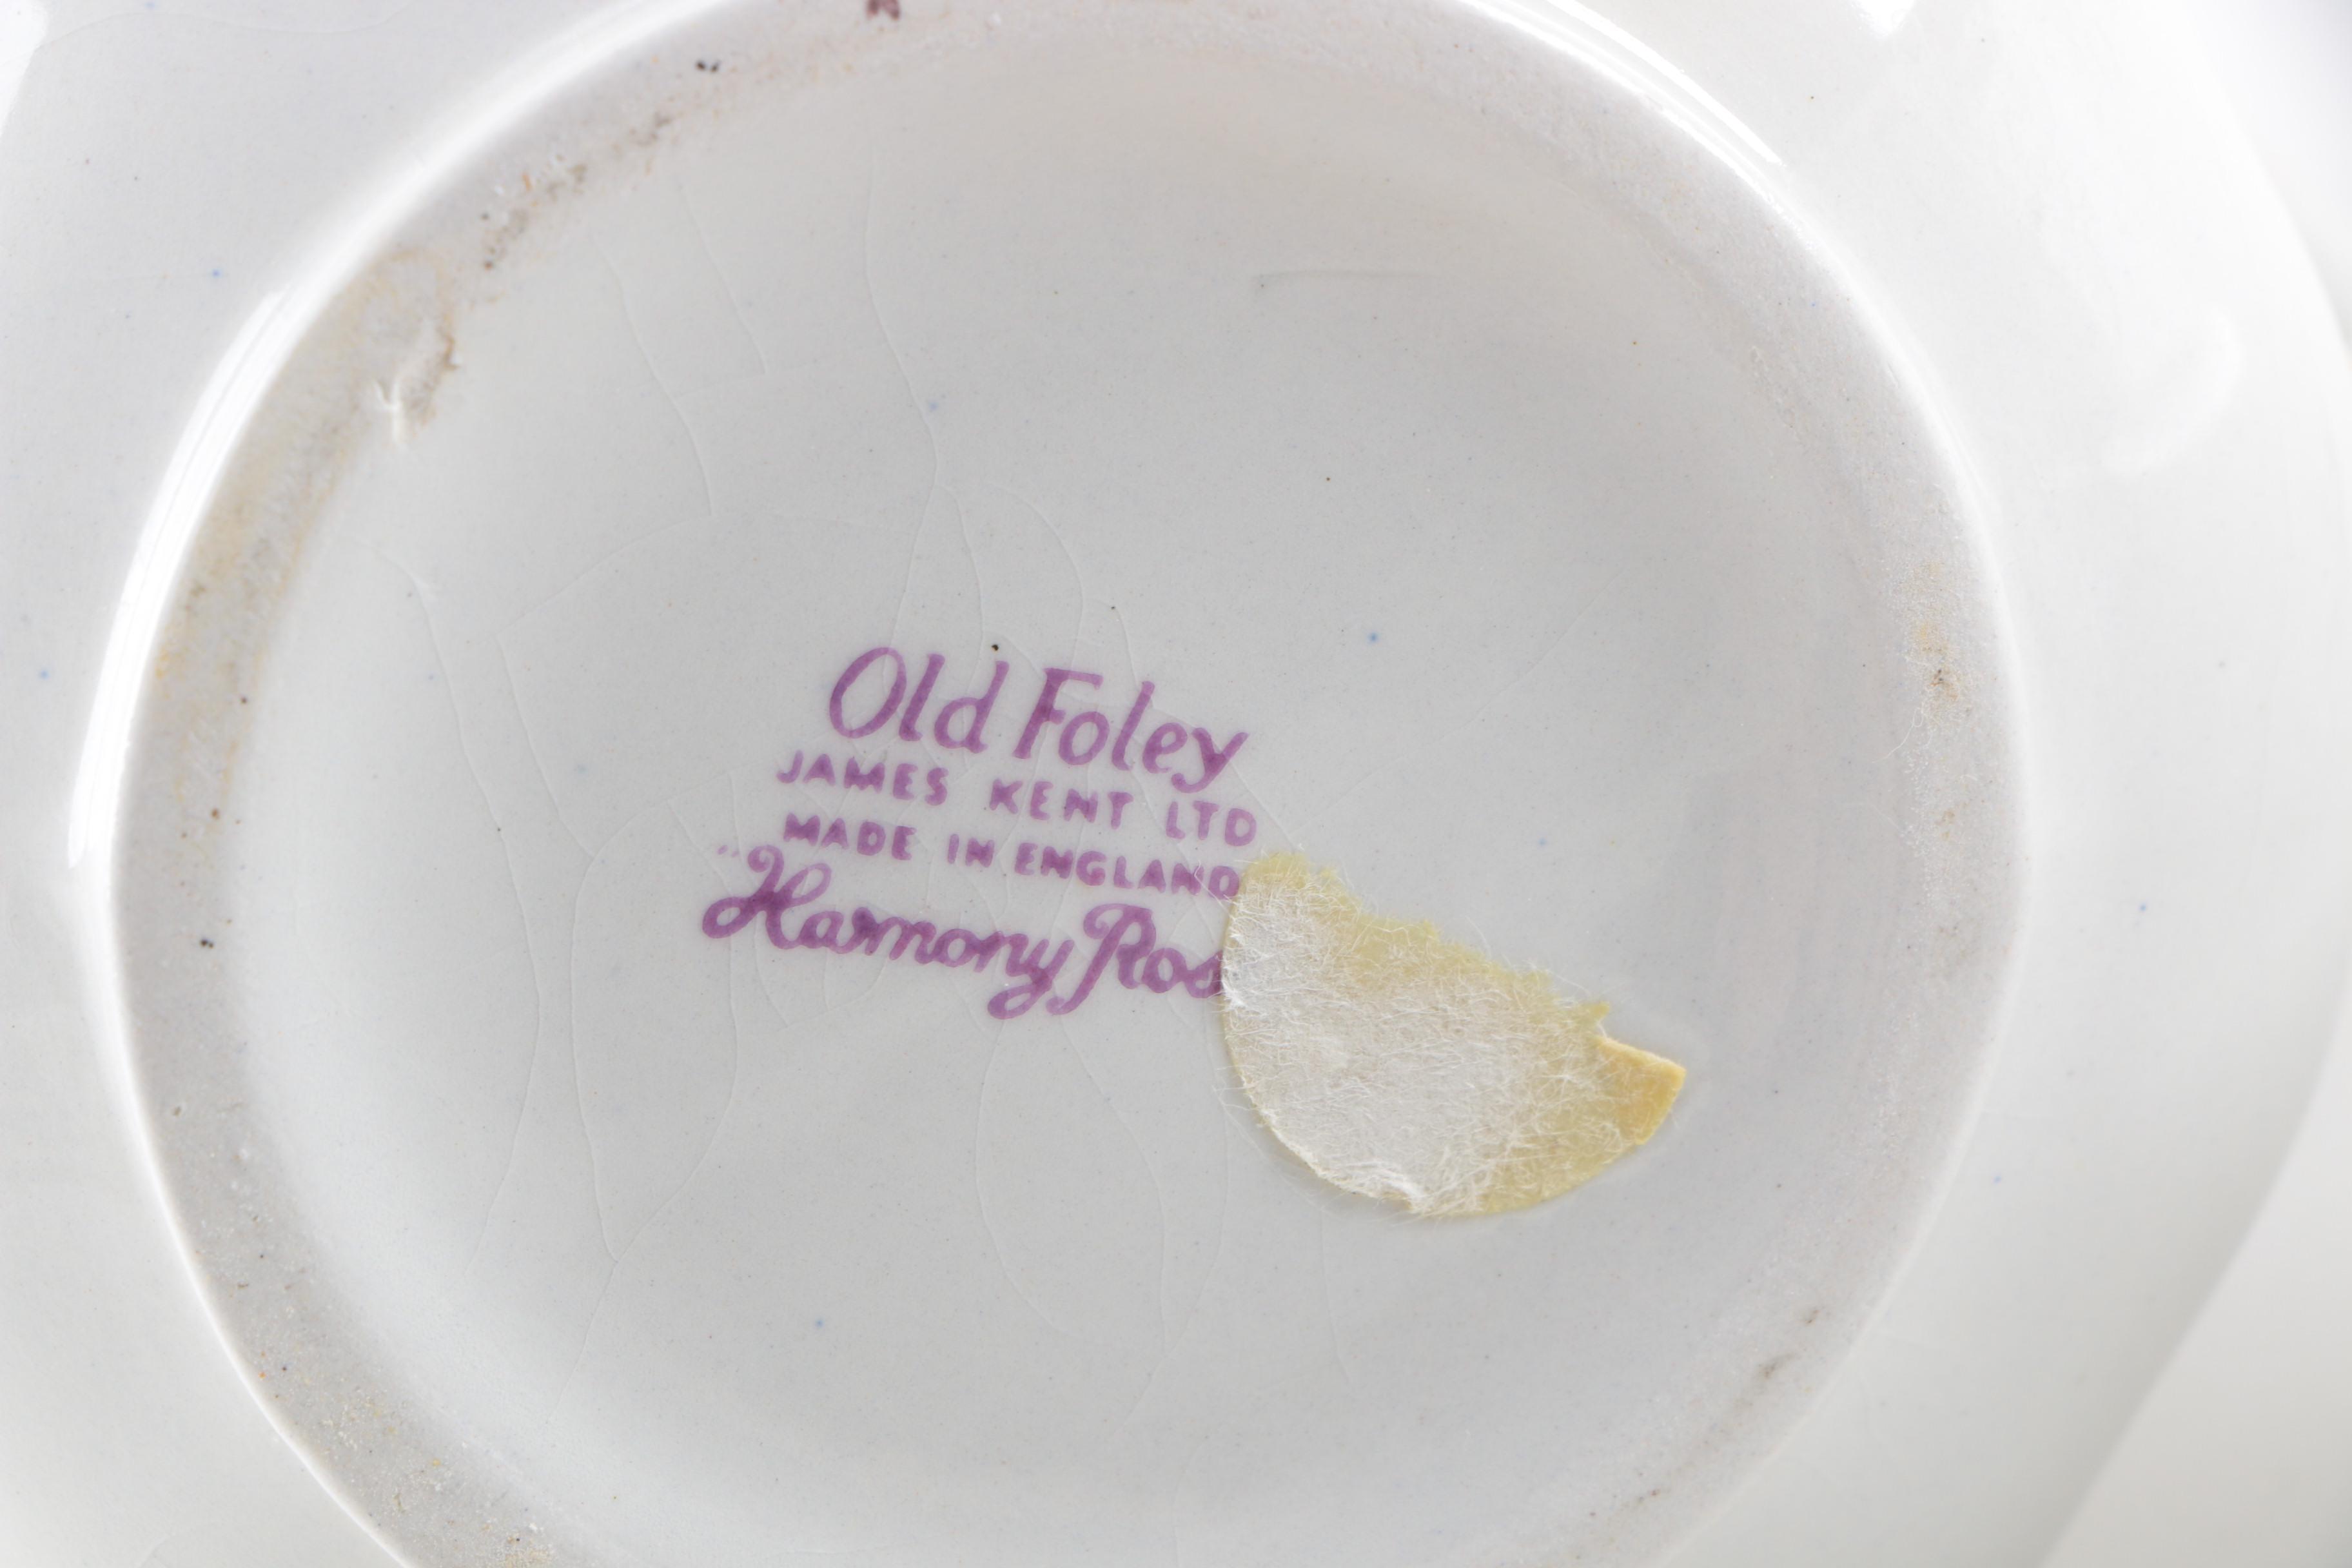 Old Foley
JAMES KENT LTD
MADE IN ENGLAND
"Harmony Ros